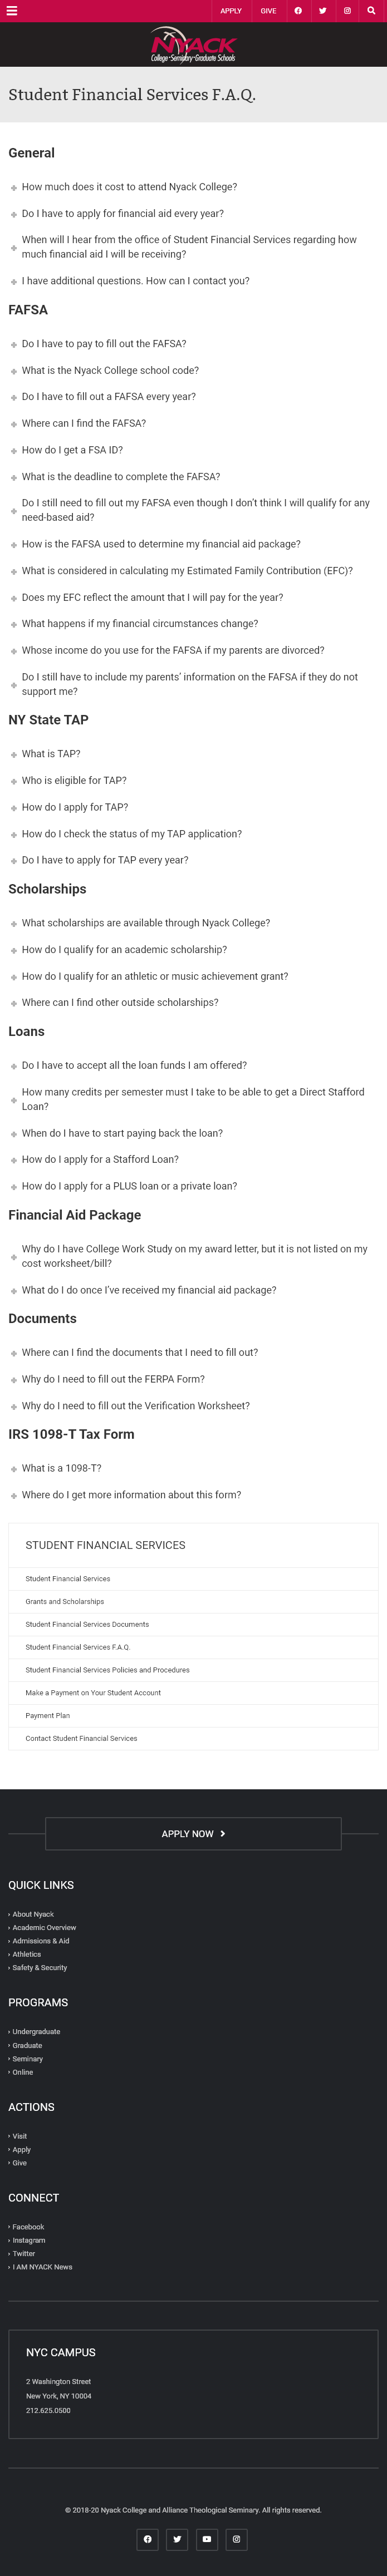 APPLY
GIVE
NYACK
College • Seminary • Graduate Schools
Student Financial Services F.A.Q.
General
How much does it cost to attend Nyack College?
Do I have to apply for financial aid every year?
When will I hear from the office of Student Financial Services regarding how
much financial aid I will be receiving?
I have additional questions. How can I contact you?
FAFSA
Do I have to pay to fill out the FAFSA?
What is the Nyack College school code?
Do I have to fill out a FAFSA every year?
Where can I find the FAFSA?
How do I get a FSA ID?
What is the deadline to complete the FAFSA?
Do I still need to fill out my FAFSA even though I don’t think I will qualify for any
need-based aid?
How is the FAFSA used to determine my financial aid package?
What is considered in calculating my Estimated Family Contribution (EFC)?
Does my EFC reflect the amount that I will pay for the year?
What happens if my financial circumstances change?
Whose income do you use for the FAFSA if my parents are divorced?
Do I still have to include my parents’ information on the FAFSA if they do not
support me?
NY State TAP
What is TAP?
Who is eligible for TAP?
How do I apply for TAP?
How do I check the status of my TAP application?
Do I have to apply for TAP every year?
Scholarships
What scholarships are available through Nyack College?
How do I qualify for an academic scholarship?
How do I qualify for an athletic or music achievement grant?
Where can I find other outside scholarships?
Loans
Do I have to accept all the loan funds I am offered?
How many credits per semester must I take to be able to get a Direct Stafford
Loan?
When do I have to start paying back the loan?
How do I apply for a Stafford Loan?
How do I apply for a PLUS loan or a private loan?
Financial Aid Package
Why do I have College Work Study on my award letter, but it is not listed on my
cost worksheet/bill?
What do I do once I’ve received my financial aid package?
Documents
Where can I find the documents that I need to fill out?
Why do I need to fill out the FERPA Form?
Why do I need to fill out the Verification Worksheet?
IRS 1098-T Tax Form
What is a 1098-T?
Where do I get more information about this form?
STUDENT FINANCIAL SERVICES
Student Financial Services
Grants and Scholarships
Student Financial Services Documents
Student Financial Services F.A.Q.
Student Financial Services Policies and Procedures
Make a Payment on Your Student Account
Payment Plan
Contact Student Financial Services
APPLY NOW
QUICK LINKS
About Nyack
Academic Overview
Admissions & Aid
Athletics
Safety & Security
PROGRAMS
Undergraduate
Graduate
Seminary
Online
ACTIONS
Visit
Apply
Give
CONNECT
Facebook
Instagram
Twitter
I AM NYACK News
NYC CAMPUS
2 Washington Street
New York, NY 10004
212.625.0500
© 2018-20 Nyack College and Alliance Theological Seminary. All rights reserved.